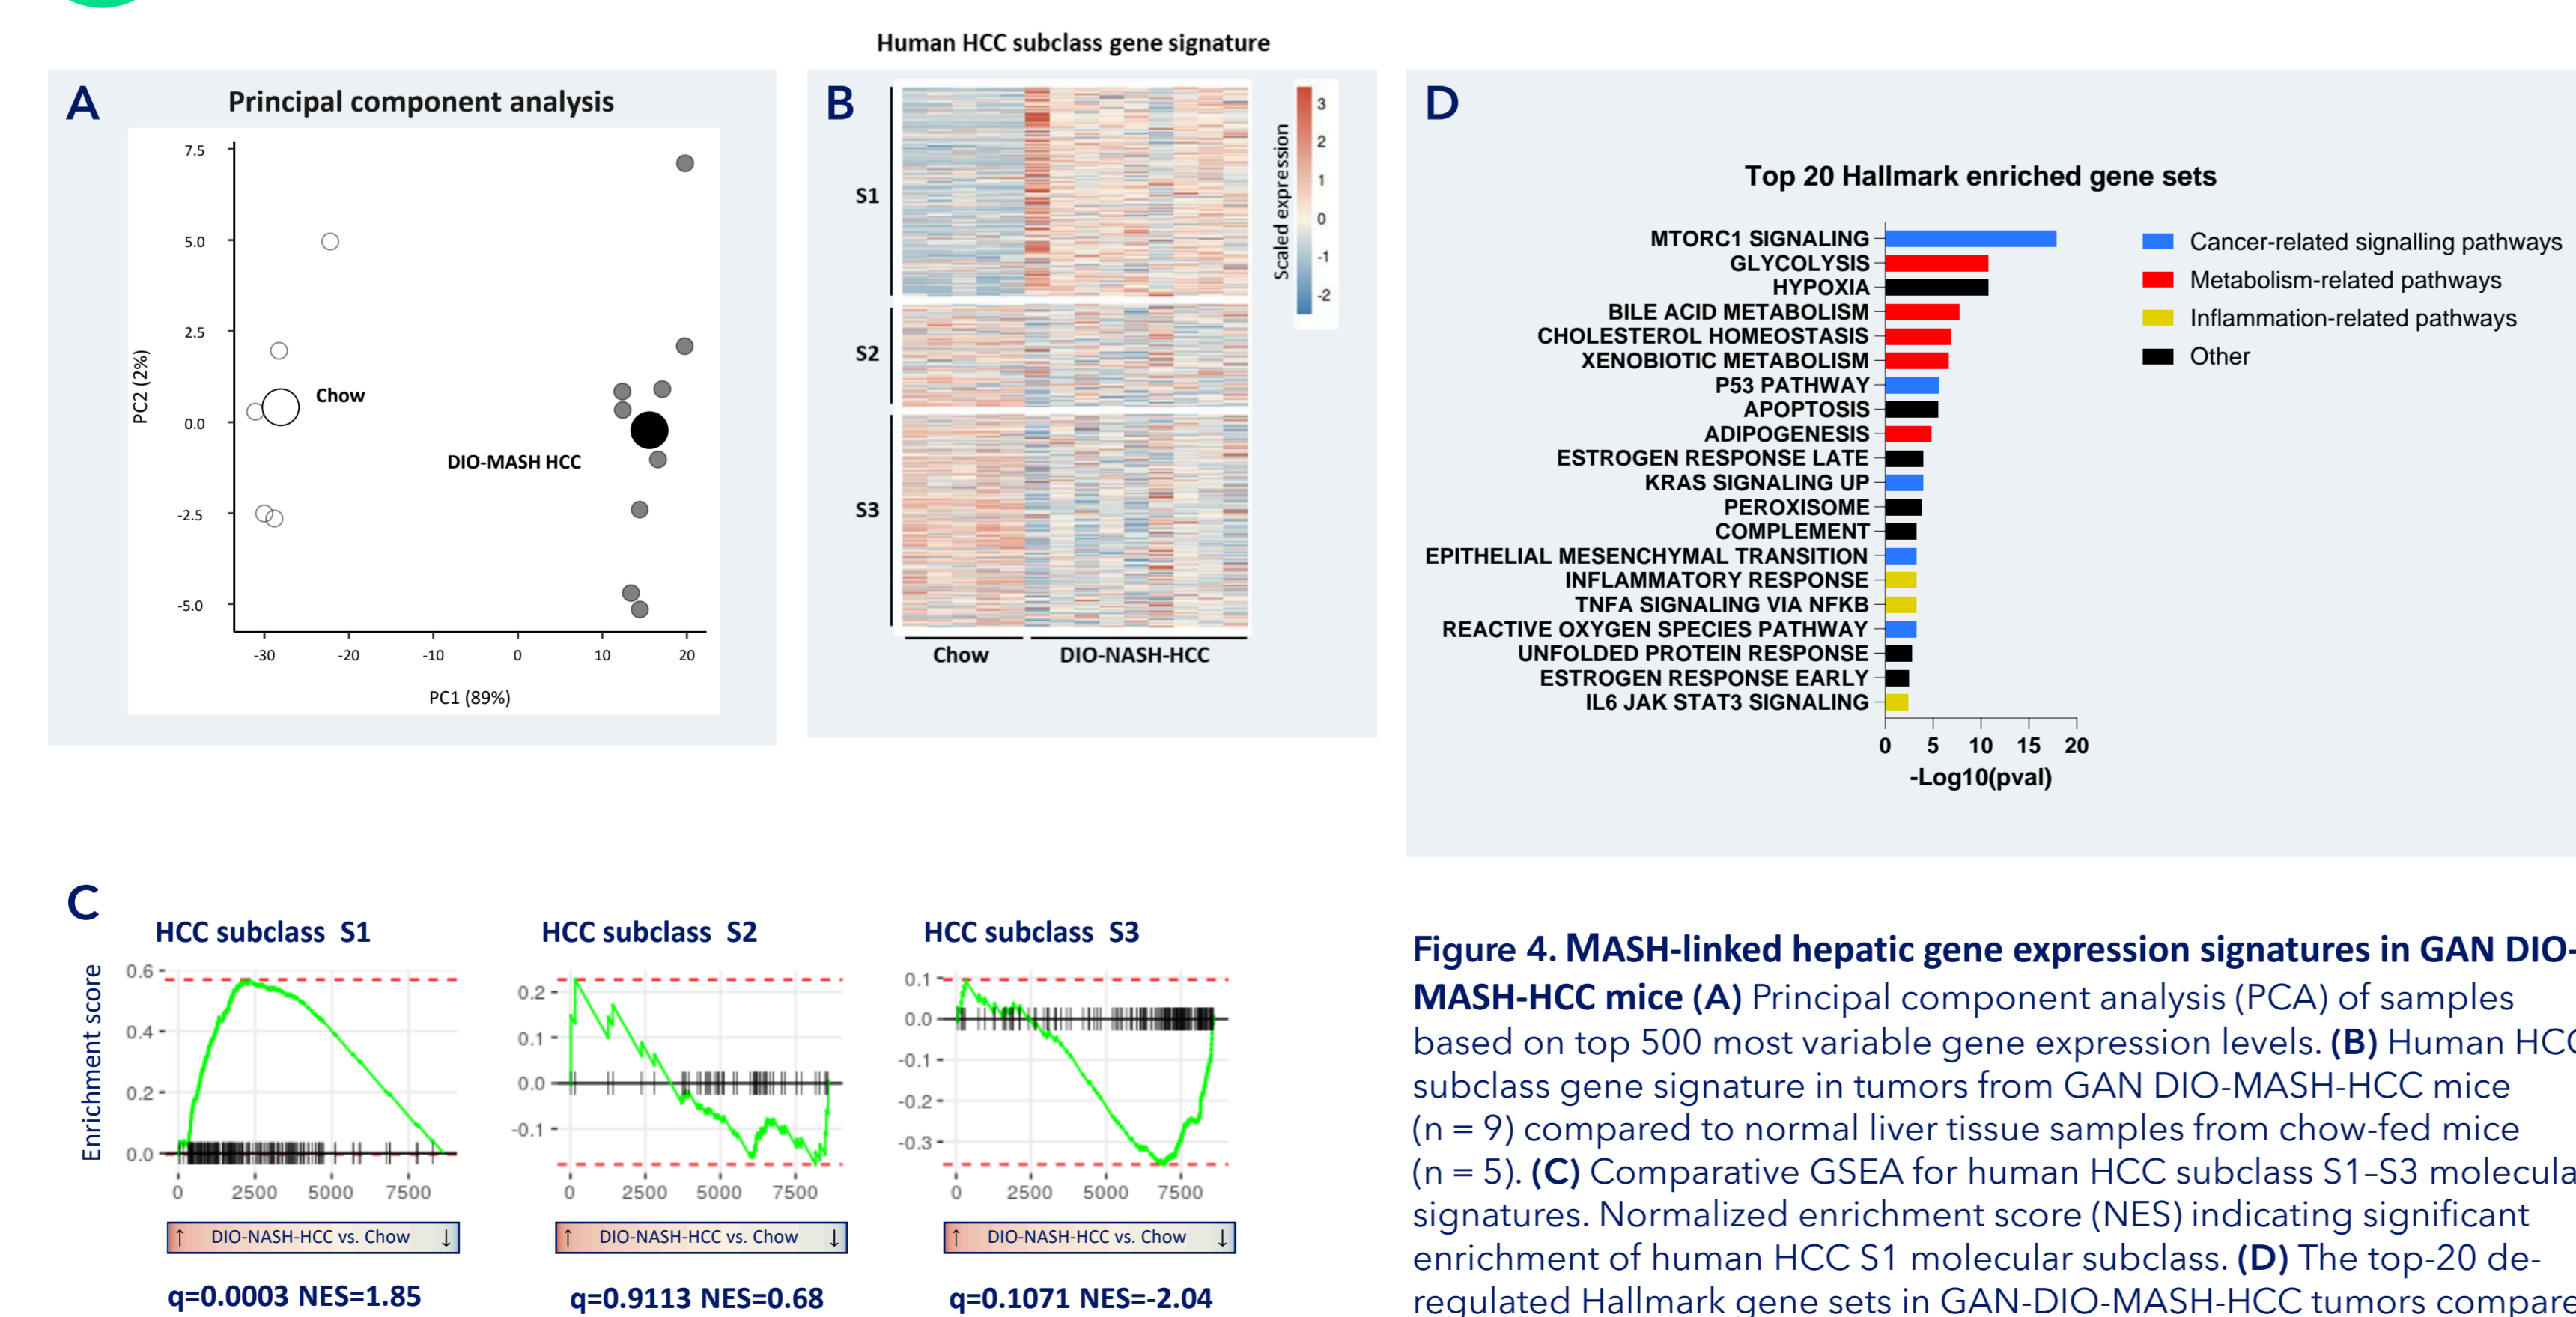 Human HCC subclass gene signature
A
Principal component analysis
7.5
5.0
2.5
0.0
-2.5
-5.0
PC2 (2%)
Chow
DIO-MASH HCC
-30 -20 -10 0 10 20
PC1 (89%)
B
S1
S2
S3
Scaled expression
3
2
1
0
-1
-2
Chow DIO-NASH-HCC
D
Top 20 Hallmark enriched gene sets
MTORC1 SIGNALING
GLYCOLYSIS
HYPOXIA
BILE ACID METABOLISM
CHOLESTEROL HOMEOSTASIS
XENOBIOTIC METABOLISM
P53 PATHWAY
APOPTOSIS
ADIPOGENESIS
ESTROGEN RESPONSE LATE
KRAS SIGNALING UP
PEROXISOME
COMPLEMENT
EPITHELIAL MESENCHYMAL TRANSITION
INFLAMMATORY RESPONSE
TNFA SIGNALING VIA NFKB
REACTIVE OXYGEN SPECIES PATHWAY
UNFOLDED PROTEIN RESPONSE
ESTROGEN RESPONSE EARLY
IL6 JAK STAT3 SIGNALING
0 5 10 15 20
-Log10(pval)
Cancer-related signalling pathways
Metabolism-related pathways
Inflammation-related pathways
Other
C
HCC subclass S1
Enrichment score
0.6
0.4
0.2
0.0
0 2500 5000 7500
↑ DIO-NASH-HCC vs. Chow ↓
q=0.0003 NES=1.85
HCC subclass S2
0.2
0.1
0.0
-0.1
0 2500 5000 7500
↑ DIO-NASH-HCC vs. Chow ↓
q=0.9113 NES=0.68
HCC subclass S3
0.1
0.0
-0.1
-0.2
-0.3
0 2500 5000 7500
↑ DIO-NASH-HCC vs. Chow ↓
q=0.1071 NES=-2.04
Figure 4. MASH-linked hepatic gene expression signatures in GAN DIO-
MASH-HCC mice (A) Principal component analysis (PCA) of samples
based on top 500 most variable gene expression levels. (B) Human HCC
subclass gene signature in tumors from GAN DIO-MASH-HCC mice
(n = 9) compared to normal liver tissue samples from chow-fed mice
(n = 5). (C) Comparative GSEA for human HCC subclass S1–S3 molecula
signatures. Normalized enrichment score (NES) indicating significant
enrichment of human HCC S1 molecular subclass. (D) The top-20 de-
regulated Hallmark gene sets in GAN-DIO-MASH-HCC tumors compare